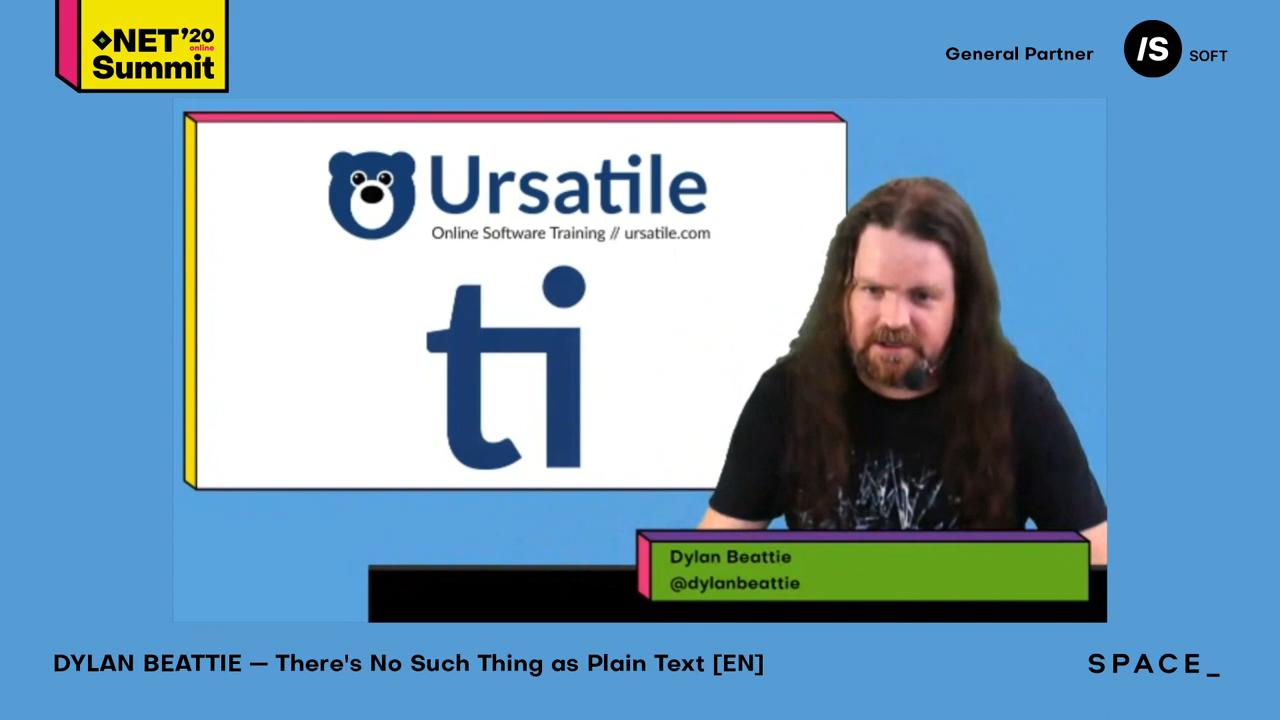 .NET'20
online
Summit
General Partner
/S SOFT
Ursatile
Online Software Training // ursatile.com
ti
Dylan Beattie
@dylanbeattie
DYLAN BEATTIE — There's No Such Thing as Plain Text [EN]
SPACE_